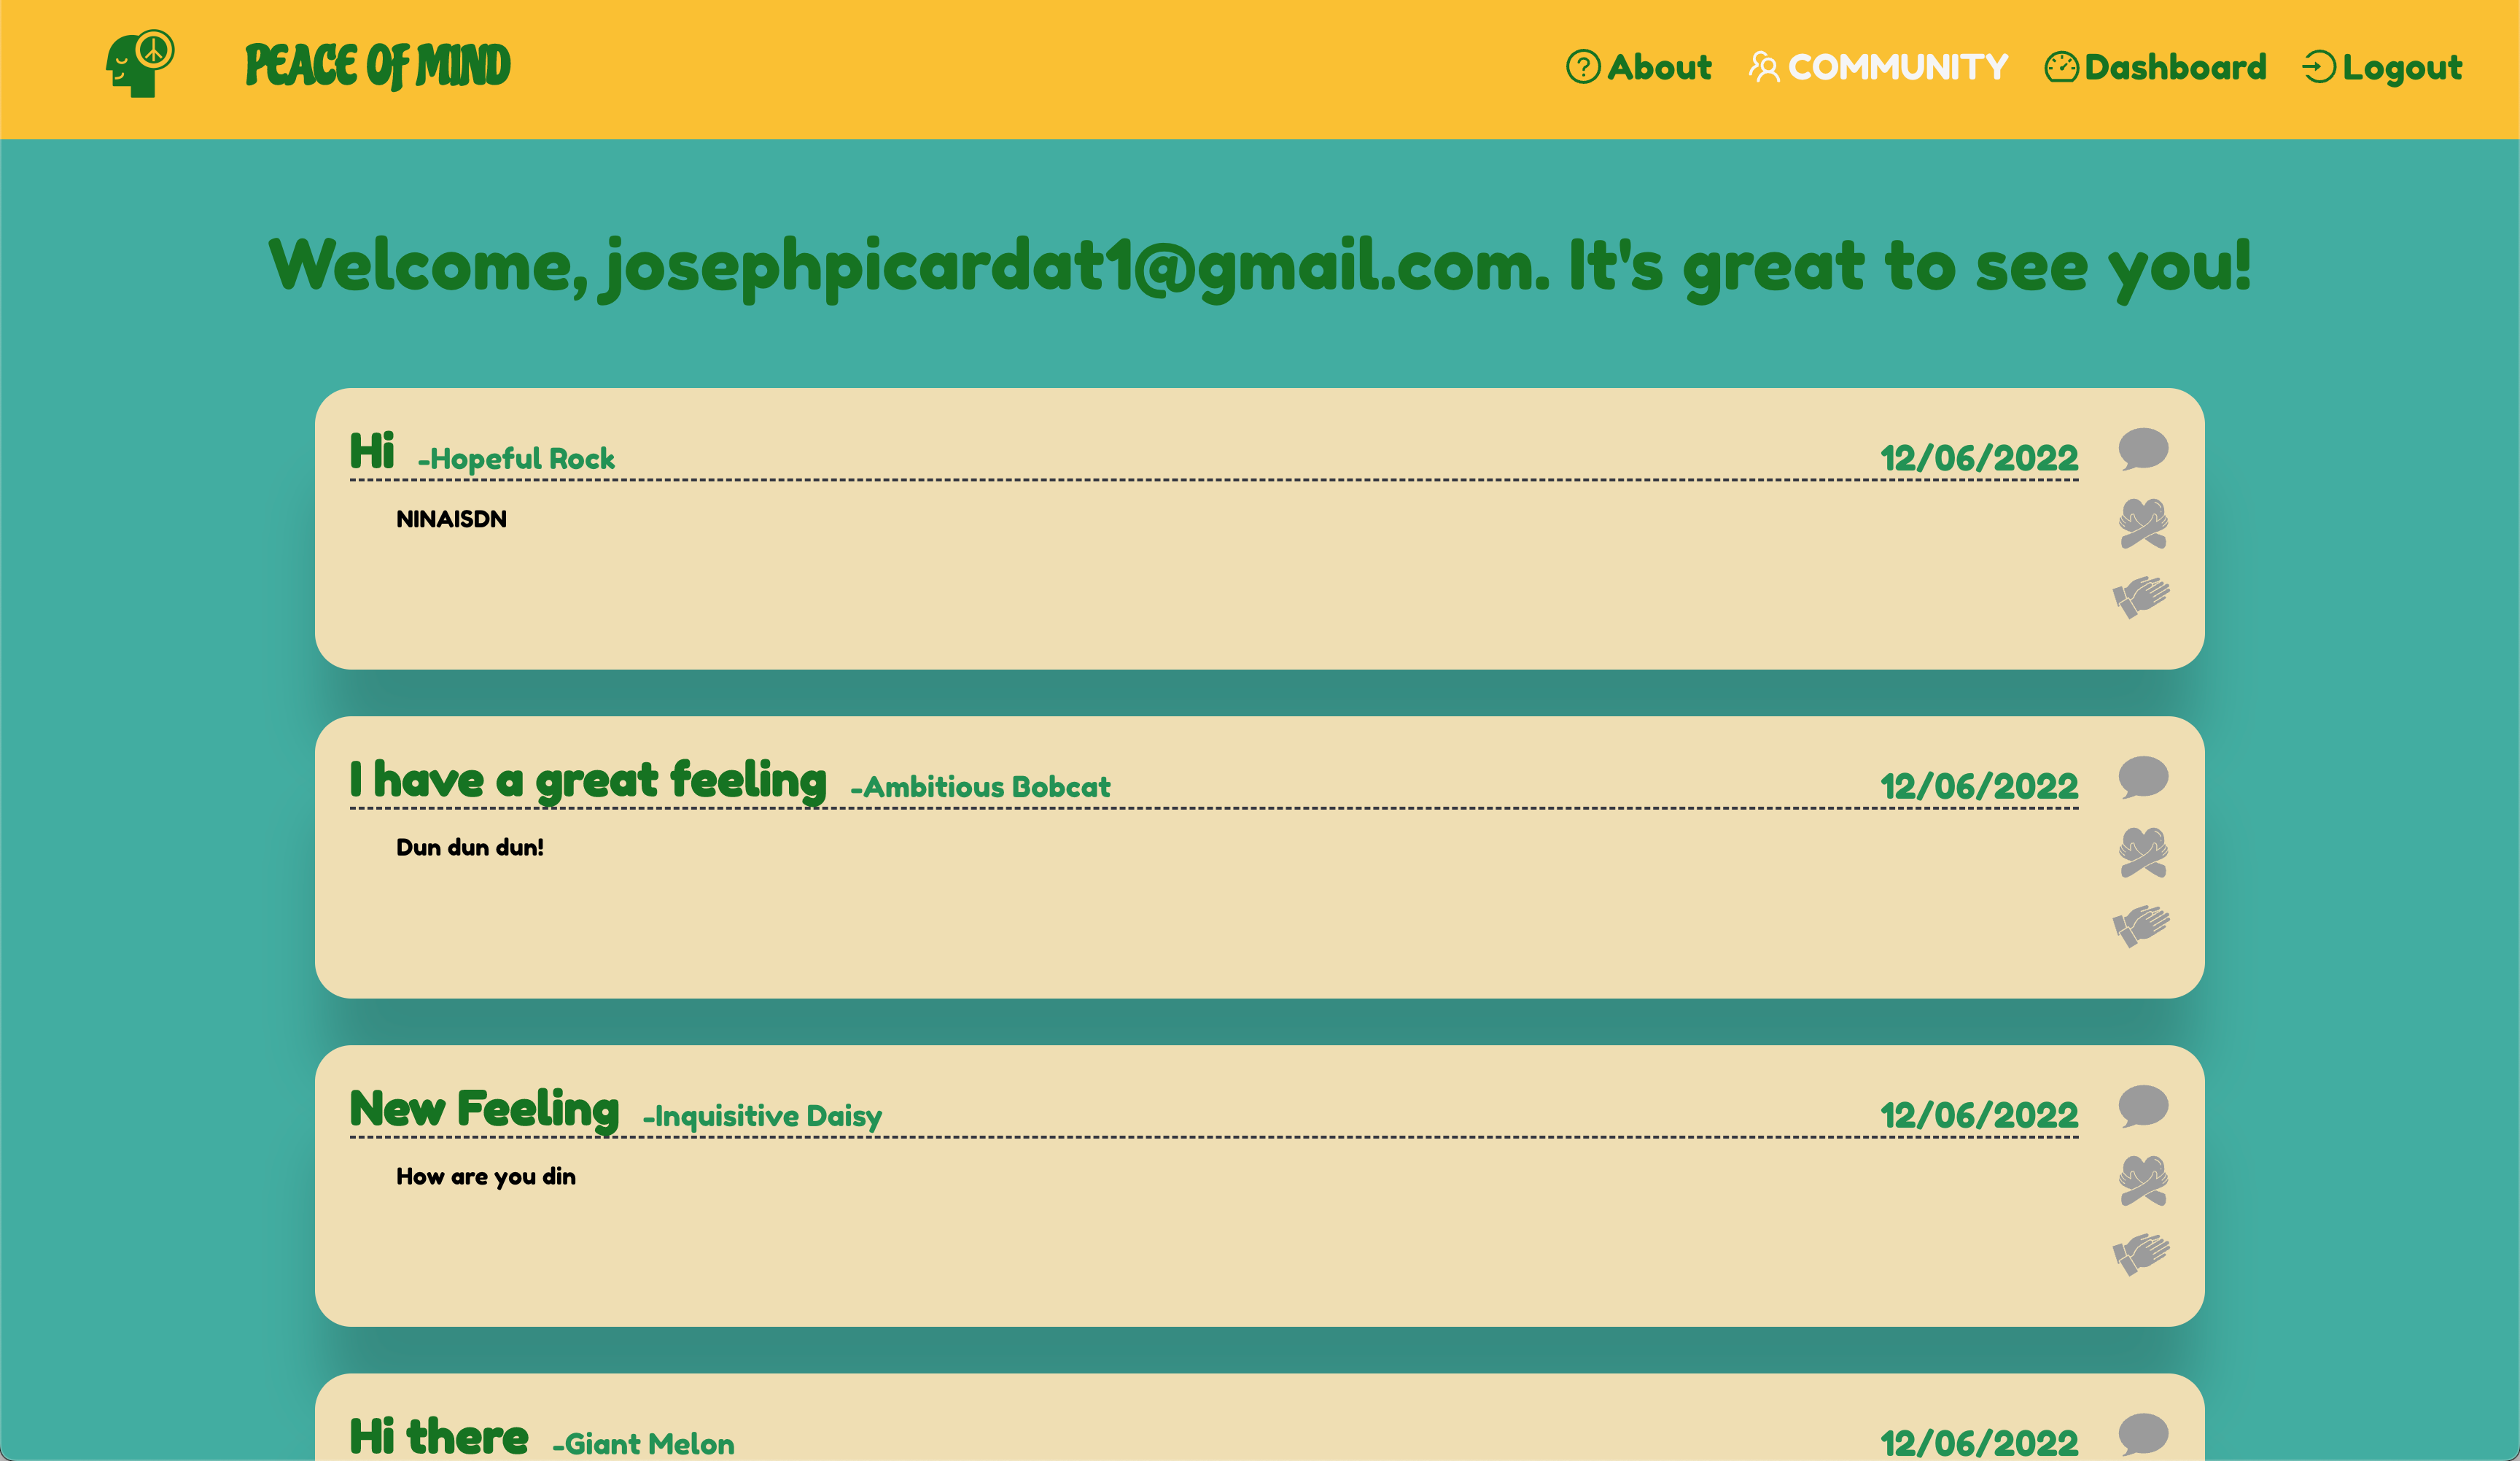 PEACE OF MIND
About COMMUNITY Dashboard Logout
Welcome, josephpicardat1@gmail.com. It's great to see you!
Hi -Hopeful Rock 12/06/2022
NINAISDN
I have a great feeling -Ambitious Bobcat 12/06/2022
Dun dun dun!
New Feeling -Inquisitive Daisy 12/06/2022
How are you din
Hi there -Giant Melon 12/06/2022